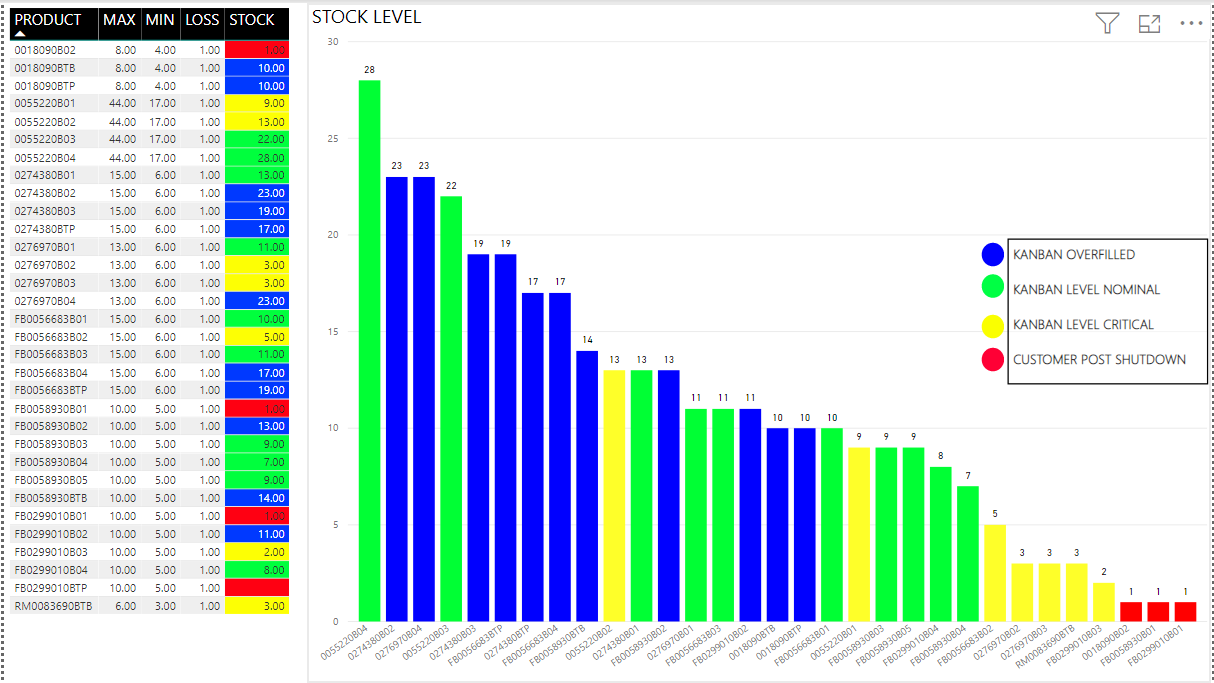 PRODUCT MAX MIN LOSS STOCK
0018090B02 8.00 4.00 1.00 1.00
0018090BTB 8.00 4.00 1.00 10.00
0018090BTP 8.00 4.00 1.00 10.00
0055220B01 44.00 17.00 1.00 9.00
0055220B02 44.00 17.00 1.00 13.00
0055220B03 44.00 17.00 1.00 22.00
0055220B04 44.00 17.00 1.00 28.00
0274380B01 15.00 6.00 1.00 13.00
0274380B02 15.00 6.00 1.00 23.00
0274380B03 15.00 6.00 1.00 19.00
0274380BTP 15.00 6.00 1.00 17.00
0276970B01 13.00 6.00 1.00 11.00
0276970B02 13.00 6.00 1.00 3.00
0276970B03 13.00 6.00 1.00 3.00
0276970B04 13.00 6.00 1.00 23.00
FB0056683B01 15.00 6.00 1.00 10.00
FB0056683B02 15.00 6.00 1.00 5.00
FB0056683B03 15.00 6.00 1.00 11.00
FB0056683B04 15.00 6.00 1.00 17.00
FB0056683BTP 15.00 6.00 1.00 19.00
FB0058930B01 10.00 5.00 1.00 1.00
FB0058930B02 10.00 5.00 1.00 13.00
FB0058930B03 10.00 5.00 1.00 9.00
FB0058930B04 10.00 5.00 1.00 7.00
FB0058930B05 10.00 5.00 1.00 9.00
FB0058930BTB 10.00 5.00 1.00 14.00
FB0299010B01 10.00 5.00 1.00 1.00
FB0299010B02 10.00 5.00 1.00 11.00
FB0299010B03 10.00 5.00 1.00 2.00
FB0299010B04 10.00 5.00 1.00 8.00
FB0299010BTP 10.00 5.00 1.00
RM0083690BTB 6.00 3.00 1.00 3.00
STOCK LEVEL
30
25
20
15
10
5
0
28 23 23 22 19 19 17 17 14 13 13 13 11 11 11 10 10 10 9 9 9 8 7 5 3 3 3 2 1 1 1
0055220B04
0274380B02
0276970B04
0055220B03
0274380B03
FB0056683BTP
0274380BTP
FB0056683B04
FB0058930BTB
0055220B02
0274380B01
FB0058930B02
0276970B01
FB0056683B03
FB0299010B02
0018090BTB
0018090BTP
FB0056683B01
0055220B01
FB0058930B03
FB0058930B05
FB0299010B04
FB0058930B04
FB0056683B02
0276970B02
0276970B03
RM0083690BTB
FB0299010B03
0018090B02
FB0058930B01
FB0299010B01
KANBAN OVERFILLED
KANBAN LEVEL NOMINAL
KANBAN LEVEL CRITICAL
CUSTOMER POST SHUTDOWN